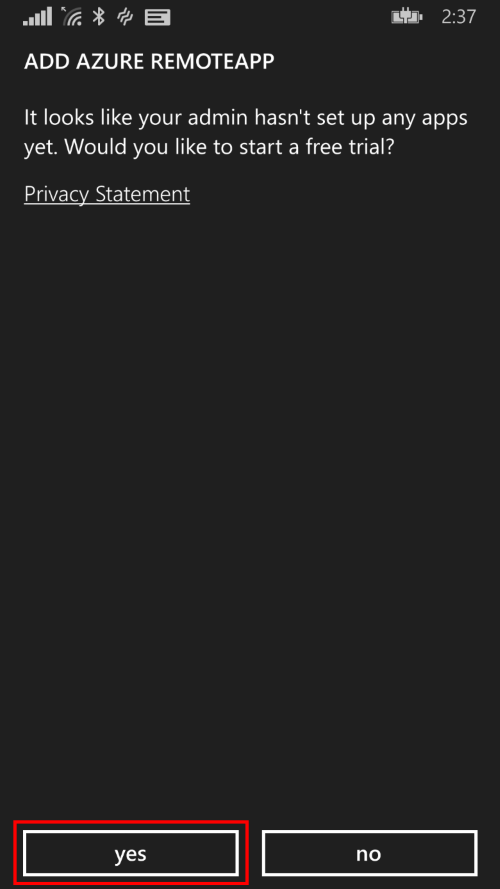 2:37
ADD AZURE REMOTEAPP
It looks like your admin hasn't set up any apps
yet. Would you like to start a free trial?
Privacy Statement
yes
no